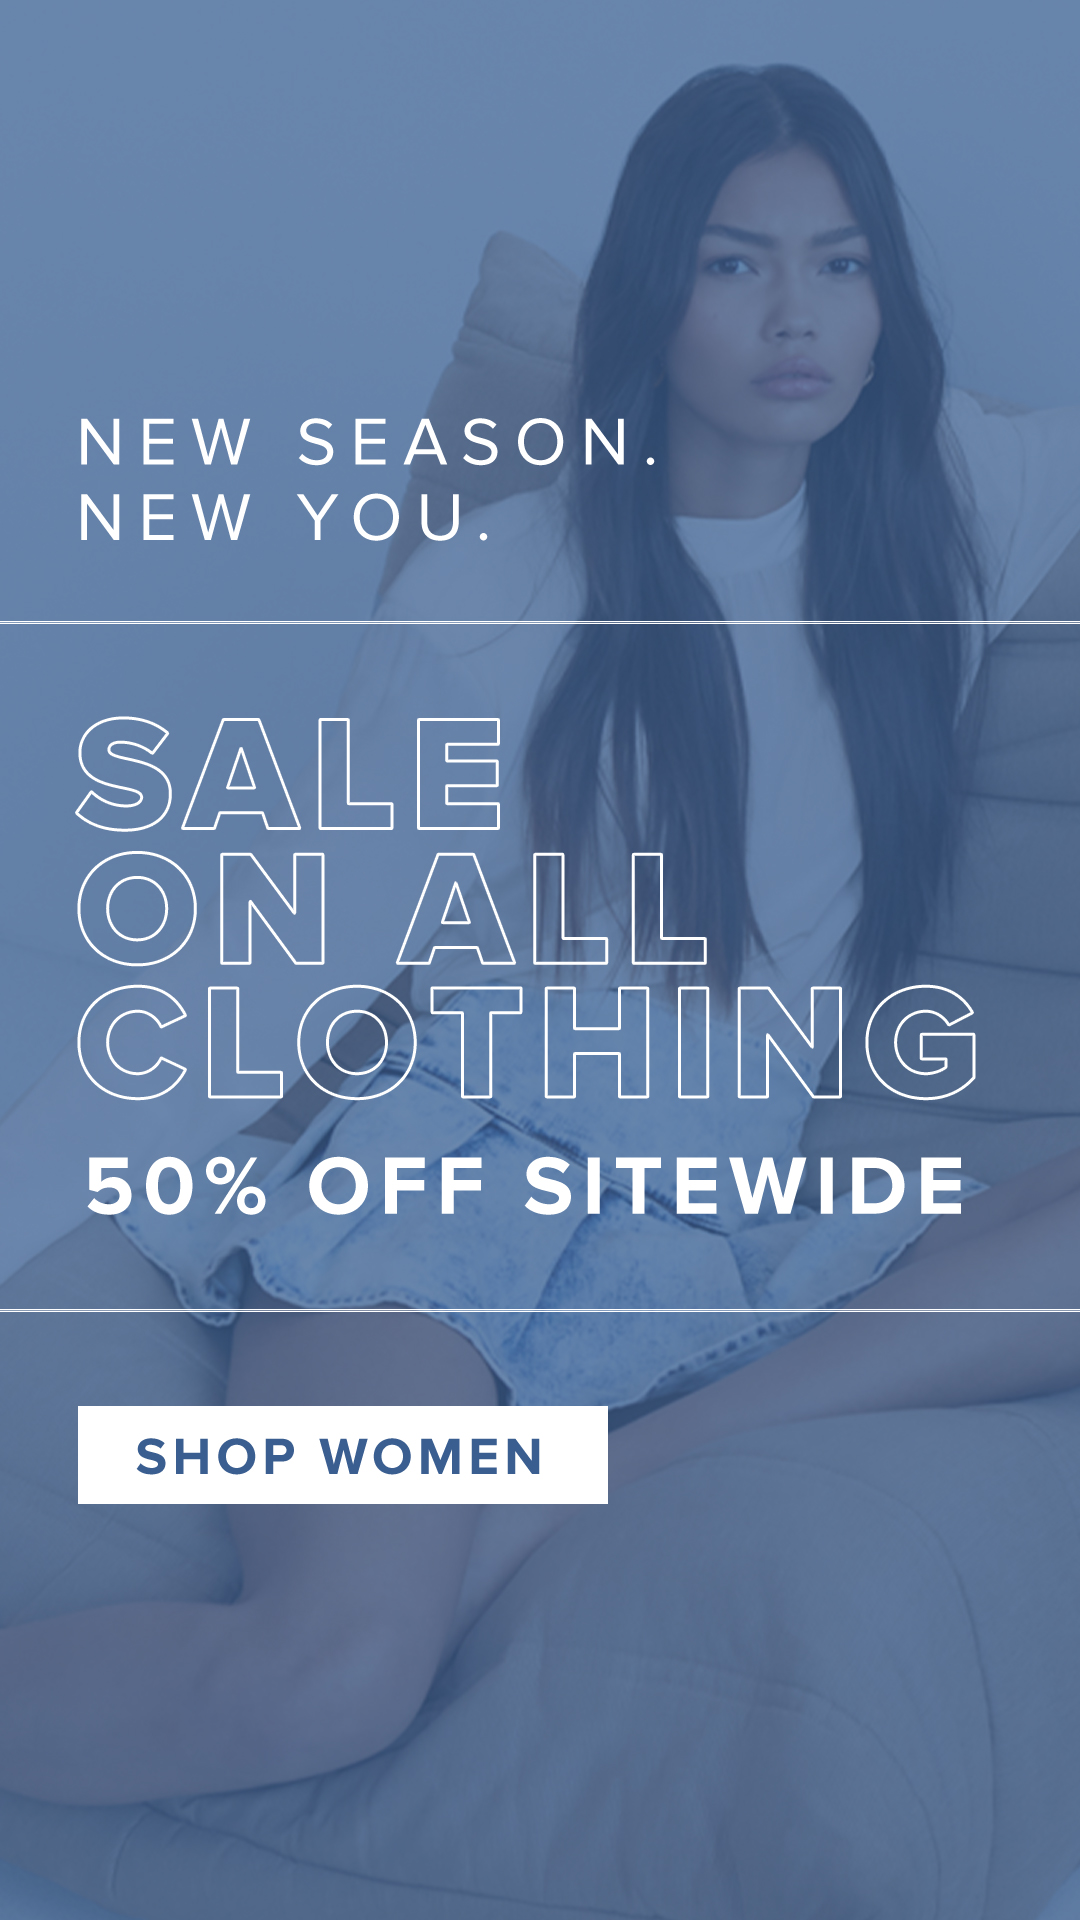 NEW SEASON.
NEW YOU.
SALE
ON ALL
CLOTHING
50% OFF SITEWIDE
SHOP WOMEN